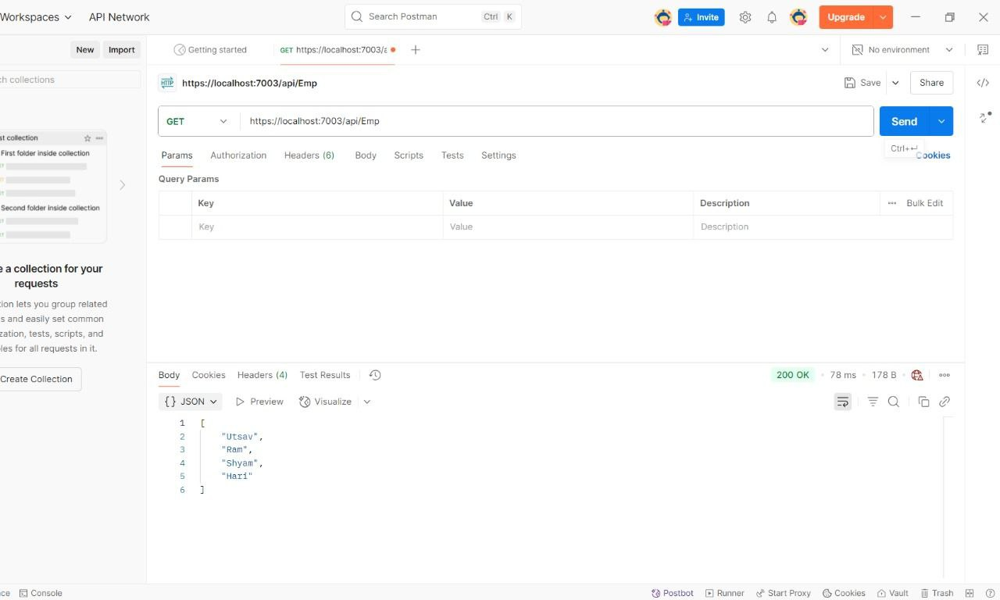 Workspaces API Network Search Postman Ctrl K Invite Upgrade
New Import Getting started GET https://localhost:7003/a No environment
ch collections
HTTP https://localhost:7003/api/Emp Save Share
GET https://localhost:7003/api/Emp Send
Ctrl+↵
Params Authorization Headers (6) Body Scripts Tests Settings Cookies
Query Params
Key Value Description Bulk Edit
Key Value Description
st collection
First folder inside collection
Second folder inside collection
e a collection for your
requests
tion lets you group related
s and easily set common
ization, tests, scripts, and
bles for all requests in it.
Create Collection
Body Cookies Headers (4) Test Results 200 OK 78 ms 178 B
{} JSON Preview Visualize
1 [
2 "Utsav",
3 "Ram",
4 "Shyam",
5 "Hari"
6 ]
ce Console Postbot Runner Start Proxy Cookies Vault Trash